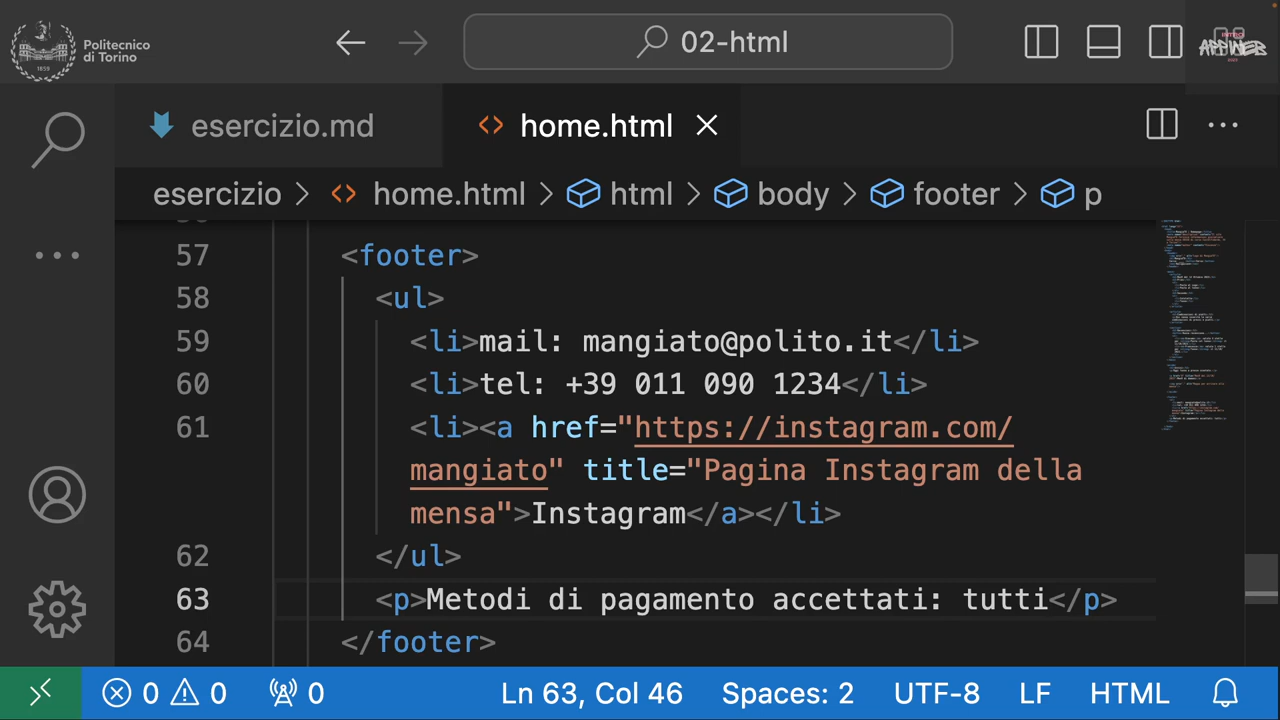 Politecnico
di Torino
1859
02-html
INTRO
APPWEB
esercizio.md
home.html
esercizio > home.html > html > body > footer > p
57 <footer>
58 <ul>
59 <li>mail: mangiato@polito.it</li>
60 <li>tel: +39 011 090 1234</li>
61 <li><a href="https://instagram.com/
mangiato" title="Pagina Instagram della
mensa">Instagram</a></li>
62 </ul>
63 <p>Metodi di pagamento accettati: tutti</p>
64 </footer>
0 0 0 Ln 63, Col 46 Spaces: 2 UTF-8 LF HTML